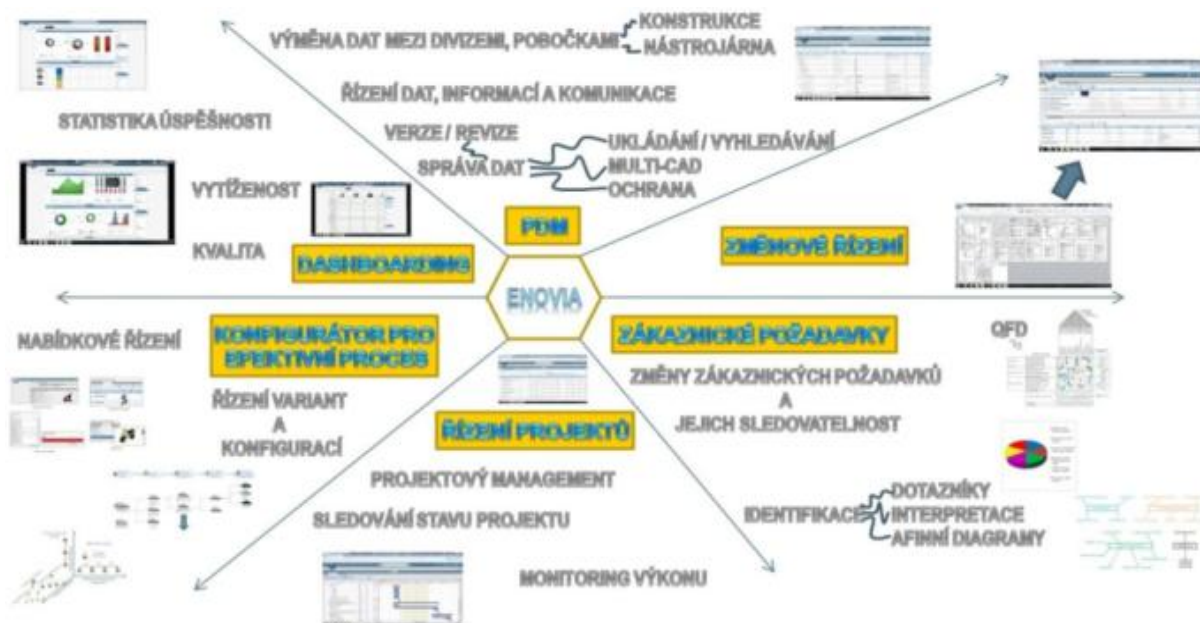 VÝMĚNA DAT MEZI DIVIZEMI, POBOČKAMI
KONSTRUKCE
NÁSTROJÁRNA
ŘÍZENÍ DAT, INFORMACÍ A KOMUNIKACE
VERZE / REVIZE
SPRÁVA DAT
UKLÁDÁNÍ / VYHLEDÁVÁNÍ
MULTI-CAD
OCHRANA
STATISTIKA ÚSPĚŠNOSTI
VYTÍŽENOST
KVALITA
DASHBOARDING
PDM
ZMĚNOVÉ ŘÍZENÍ
ENOVIA
NABÍDKOVÉ ŘÍZENÍ
KONFIGURÁTOR PRO
EFEKTIVNÍ PROCES
ŘÍZENÍ VARIANT
A
KONFIGURACÍ
ZÁKAZNICKÉ POŽADAVKY
QFD
ZMĚNY ZÁKAZNICKÝCH POŽADAVKŮ
A
JEJICH SLEDOVATELNOST
ŘÍZENÍ PROJEKTŮ
PROJEKTOVÝ MANAGEMENT
SLEDOVÁNÍ STAVU PROJEKTU
MONITORING VÝKONU
IDENTIFIKACE
DOTAZNÍKY
INTERPRETACE
AFINNÍ DIAGRAMY